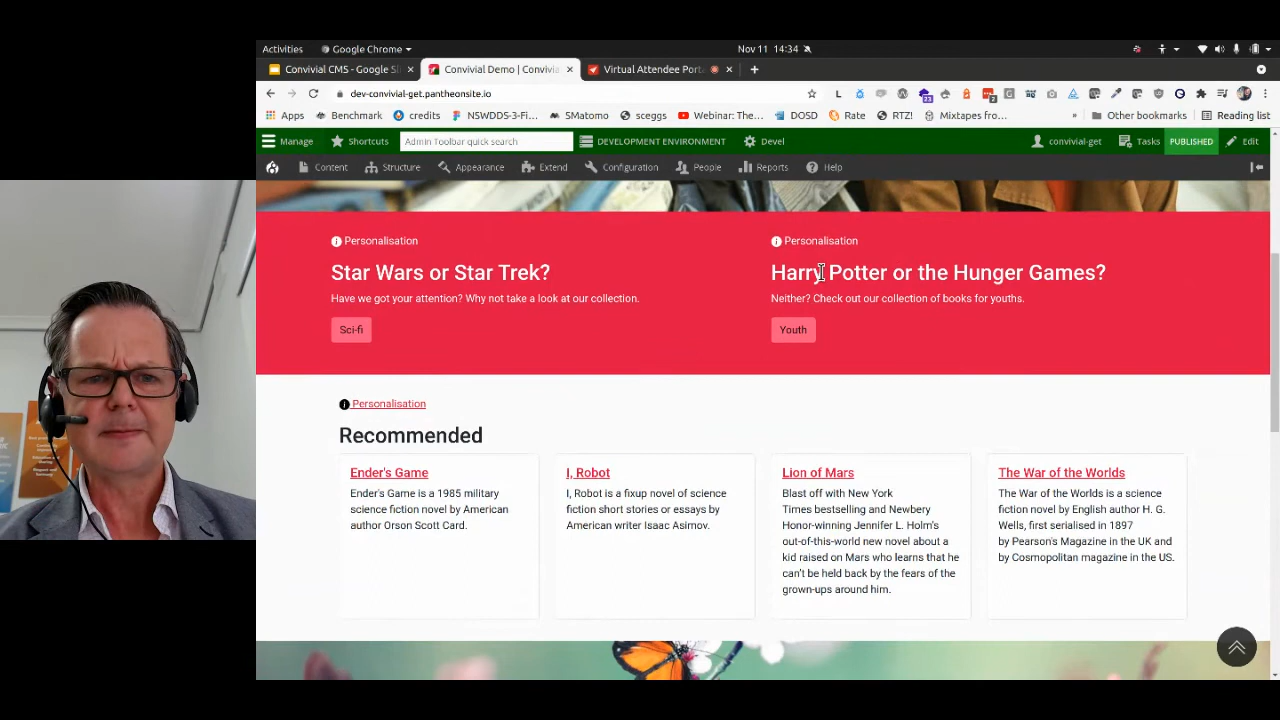 Activities
Google Chrome
Nov 11 14:34
Convivial CMS - Google Sli
Convivial Demo | Convivia
Virtual Attendee Port
dev-convivial-get.pantheonsite.io
Apps
Benchmark
credits
NSWDDS-3-Fi...
SMatomo
sceggs
Webinar: The...
DOSD
Rate
RTZ!
Mixtapes fro...
Other bookmarks
Reading list
Manage
Shortcuts
Admin Toolbar quick search
DEVELOPMENT ENVIRONMENT
Devel
convivial-get
Tasks
PUBLISHED
Edit
Content
Structure
Appearance
Extend
Configuration
People
Reports
Help
Personalisation
Star Wars or Star Trek?
Have we got your attention? Why not take a look at our collection.
Sci-fi
Personalisation
Harry Potter or the Hunger Games?
Neither? Check out our collection of books for youths.
Youth
Personalisation
Recommended
Ender's Game
Ender's Game is a 1985 military
science fiction novel by American
author Orson Scott Card.
I, Robot
I, Robot is a fixup novel of science
fiction short stories or essays by
American writer Isaac Asimov.
Lion of Mars
Blast off with New York
Times bestselling and Newbery
Honor-winning Jennifer L. Holm's
out-of-this-world new novel about a
kid raised on Mars who learns that he
can't be held back by the fears of the
grown-ups around him.
The War of the Worlds
The War of the Worlds is a science
fiction novel by English author H. G.
Wells, first serialised in 1897
by Pearson's Magazine in the UK and
by Cosmopolitan magazine in the US.